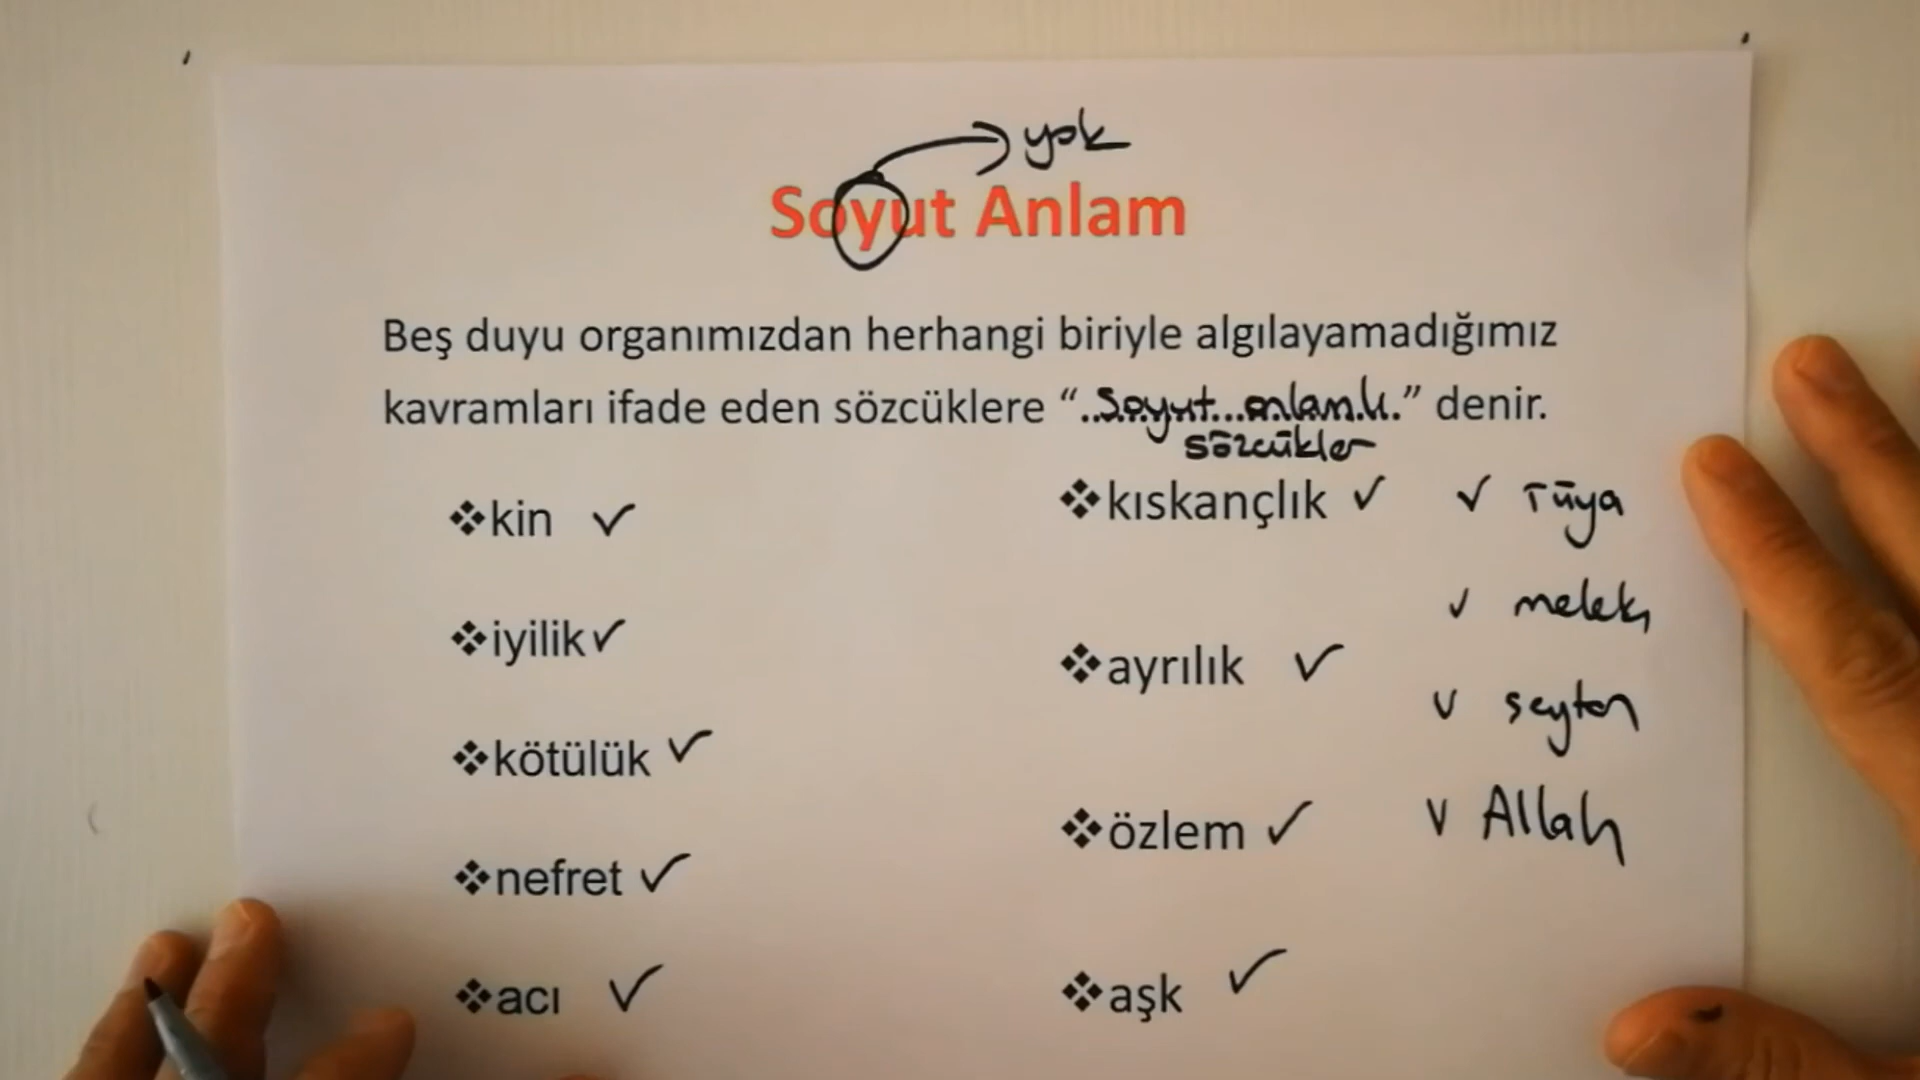 yok
Soyut Anlam
Beş duyu organımızdan herhangi biriyle algılayamadığımız
kavramları ifade eden sözcüklere “..Soyut...anlamlı.” denir.
sözcükler
❖kin ✓
❖iyilik ✓
❖kötülük ✓
❖nefret ✓
❖acı ✓
❖kıskançlık ✓
❖ayrılık ✓
❖özlem ✓
❖aşk ✓
✓ rüya
✓ melek
✓ şeytan
✓ Allah